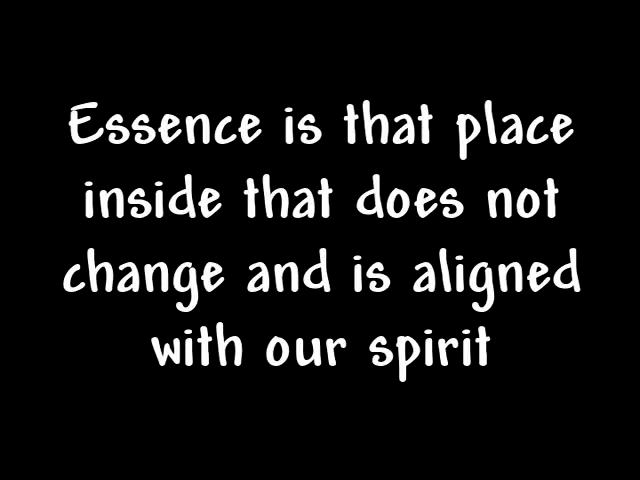 Essence is that place
inside that does not
change and is aligned
with our spirit